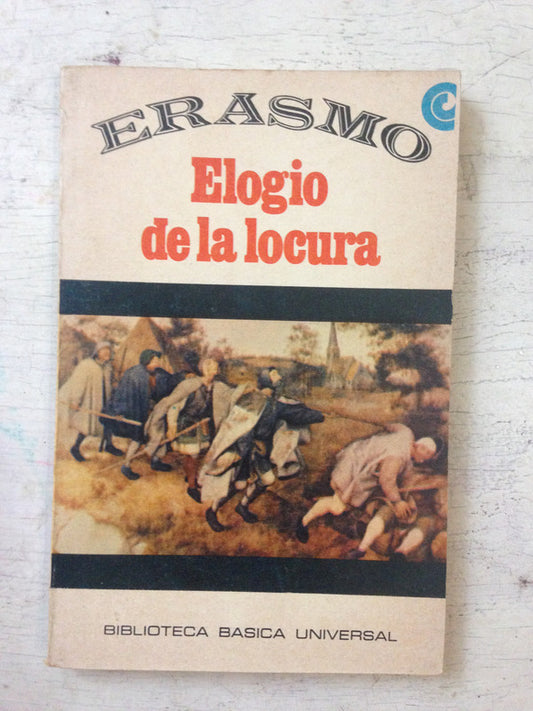 ERASMO
Elogio
de la locura
BIBLIOTECA BASICA UNIVERSAL